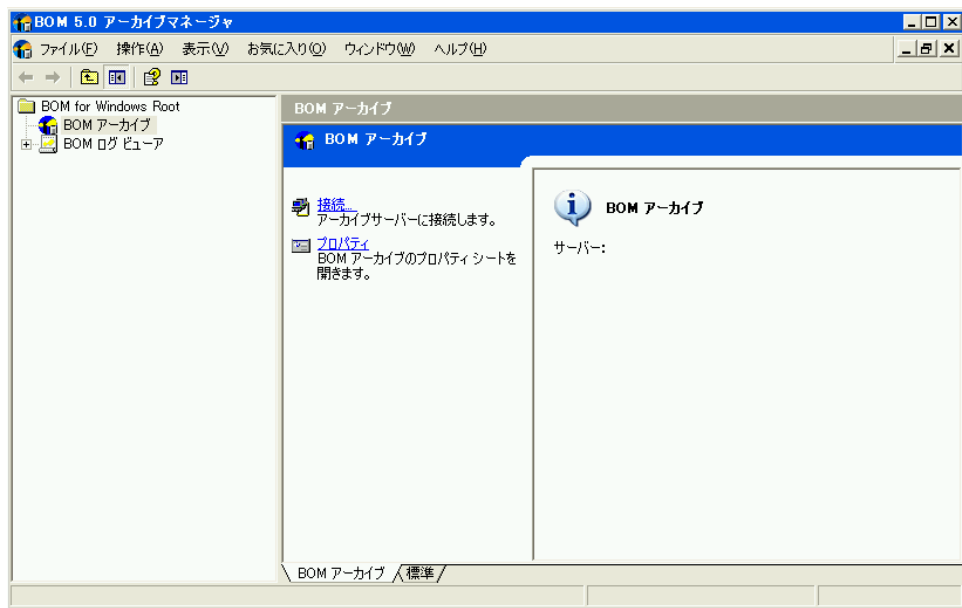 BOM 5.0 アーカイブマネージャ
ファイル(F) 操作(A) 表示(V) お気に入り(O) ウィンドウ(W) ヘルプ(H)
BOM for Windows Root
BOM アーカイブ
BOM ログ ビューア
BOM アーカイブ
BOM アーカイブ
接続...
アーカイブサーバーに接続します。
プロパティ
BOM アーカイブのプロパティ シートを
開きます。
BOM アーカイブ
サーバー:
BOM アーカイブ 標準